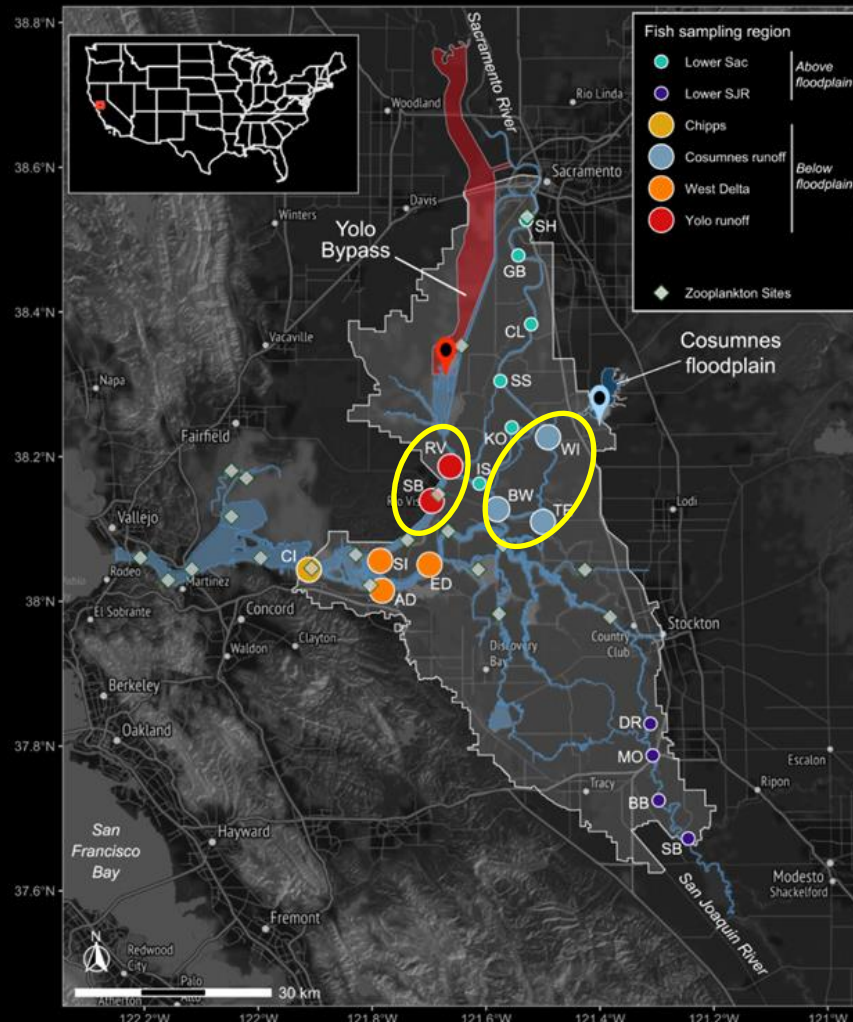 38.8°N
38.6°N
38.4°N
38.2°N
38°N
37.8°N
37.6°N
Fish sampling region
Lower Sac
Lower SJR
Above
floodplain
Chipps
Cosumnes runoff
West Delta
Yolo runoff
Below
floodplain
Zooplankton Sites
Sacramento River
Woodland
Rio Linda
Sacramento
Davis
Winters
Yolo
Bypass
SH
GB
CL
Vacaville
Cosumnes
floodplain
Napa
SS
Fairfield
KO
WI
RV
IS
SB
BW
Lodi
Vallejo
Rodeo
Martinez
CI
SI
ED
AD
El Sobrante
Concord
Clayton
Waldon
Discovery
Bay
Country
Club
Stockton
Berkeley
Oakland
DR
MO
Escalon
Tracy
Ripon
BB
San
Francisco
Bay
Hayward
SB
Modesto
Shackelford
San Joaquin River
Fremont
N
Redwood
City
Palo
Alto
Atherton
30 km
122.2°W
122°W
121.8°W
121.6°W
121.4°W
121.2°W
121°W